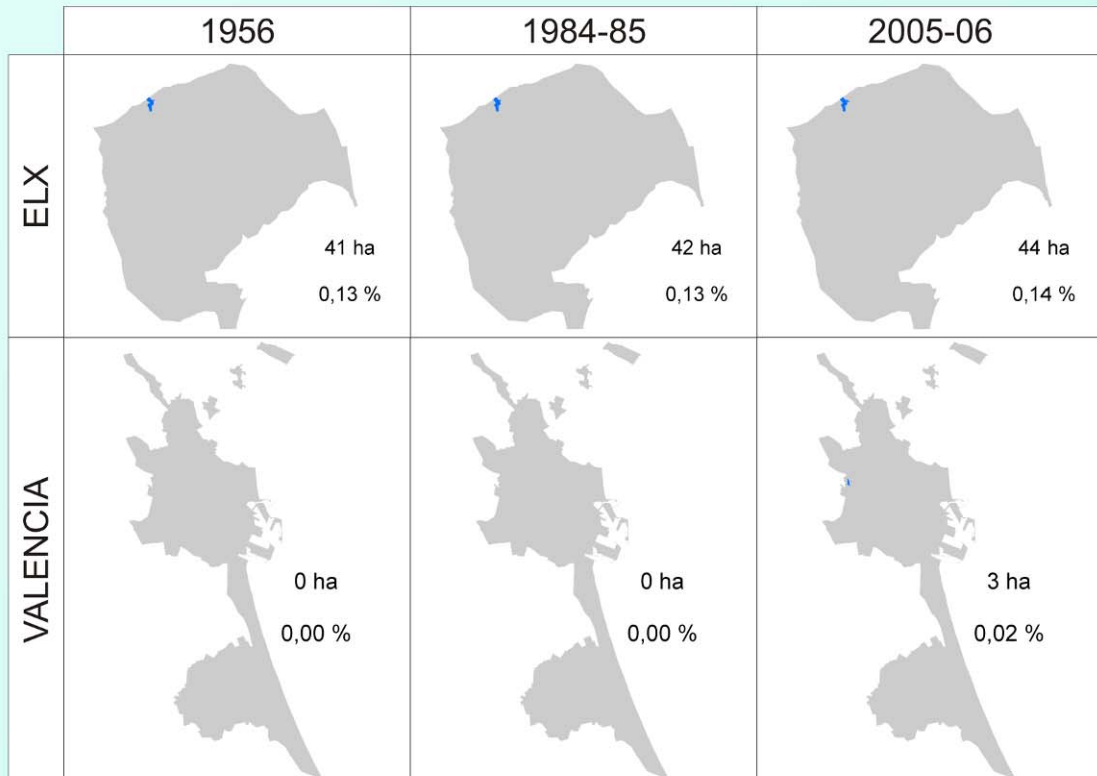 1956
1984-85
2005-06
ELX
41 ha
0,13 %
42 ha
0,13 %
44 ha
0,14 %
VALENCIA
0 ha
0,00 %
0 ha
0,00 %
3 ha
0,02 %